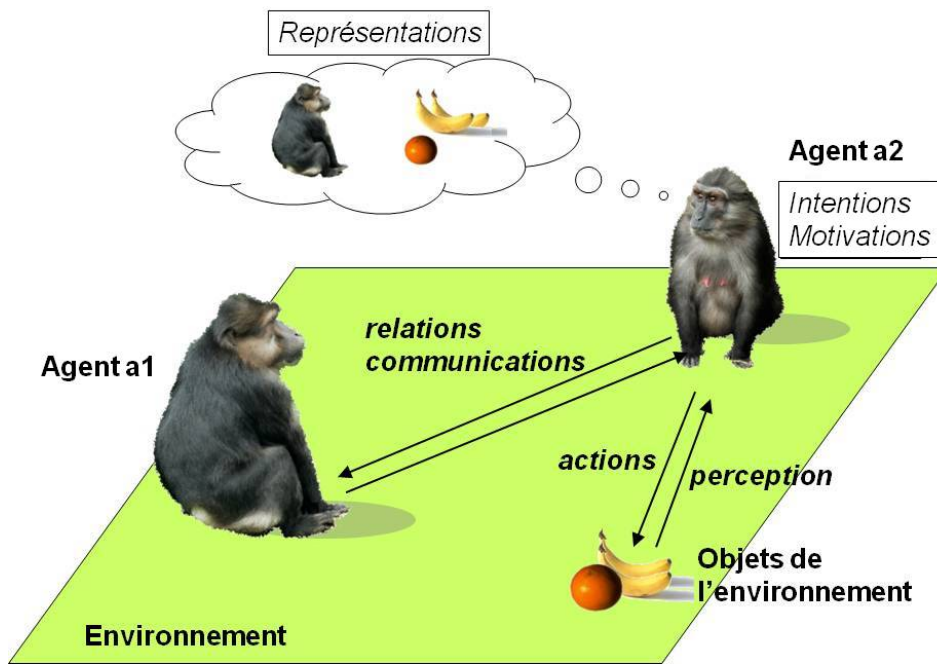 Représentations
Agent a2
Intentions
Motivations
relations
communications
Agent a1
actions
perception
Objets de
l'environnement
Environnement